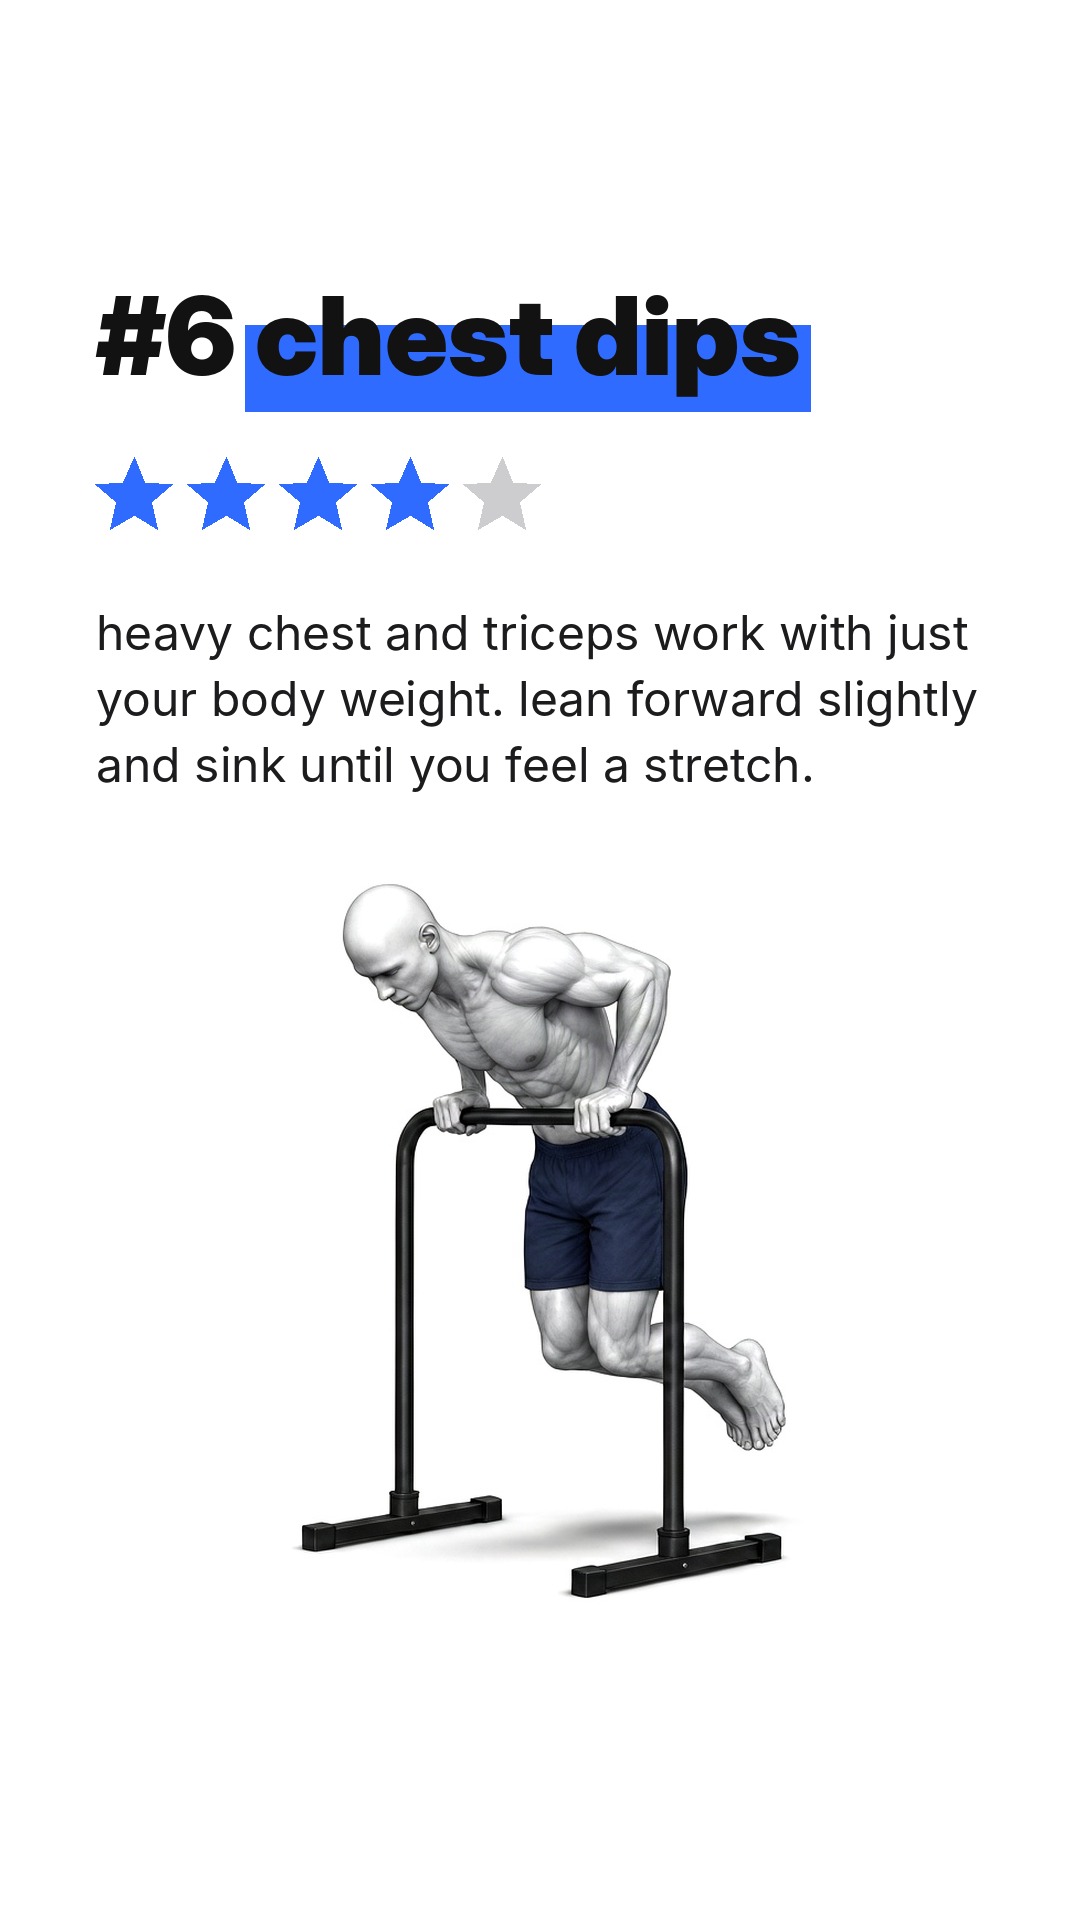 #6 chest dips
heavy chest and triceps work with just
your body weight. lean forward slightly
and sink until you feel a stretch.